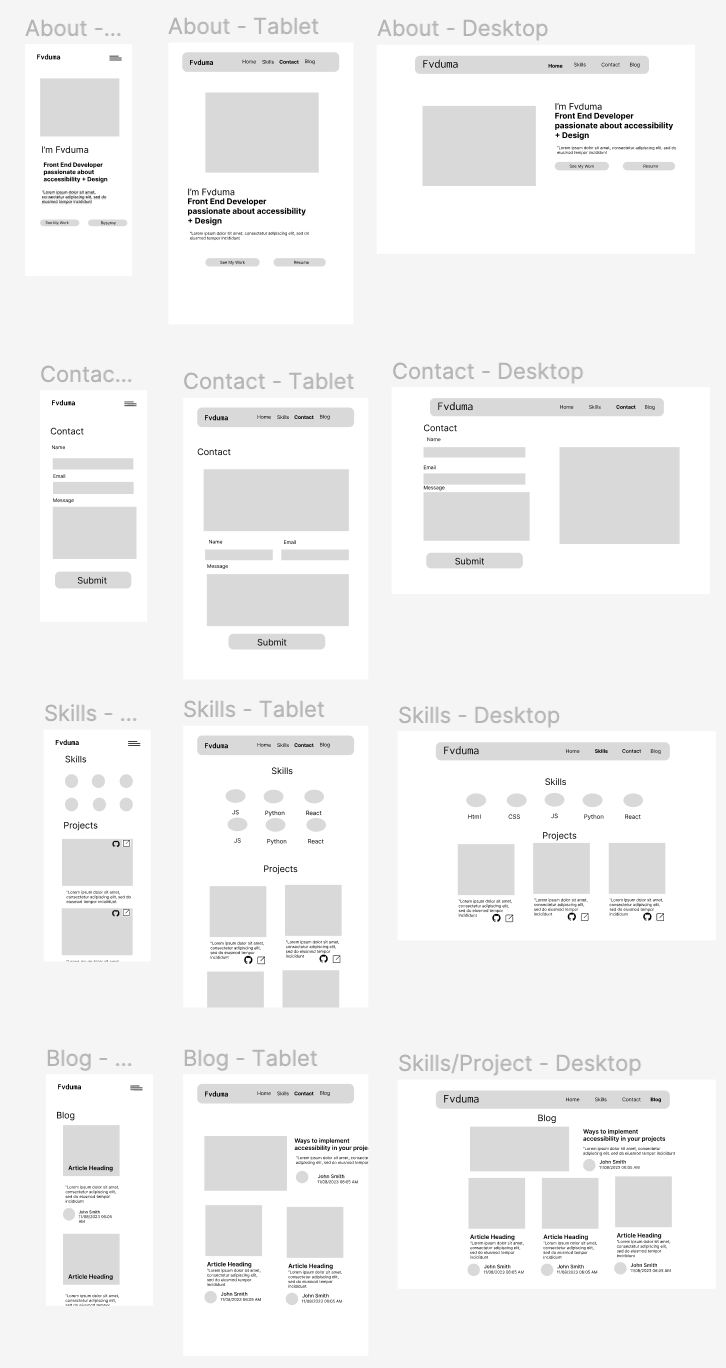 About -...
Fvduma
I'm Fvduma
Front End Developer
passionate about
accessibility + Design
"Lorem ipsum dolor sit amet,
consectetur adipiscing elit, sed do
eiusmod tempor incididunt
See My Work
Resume
About - Tablet
Fvduma
Home Skills Contact Blog
I'm Fvduma
Front End Developer
passionate about accessibility
+ Design
"Lorem ipsum dolor sit amet, consectetur adipiscing elit, sed do
eiusmod tempor incididunt
See My Work
Resume
About - Desktop
Fvduma
Home Skills Contact Blog
I'm Fvduma
Front End Developer
passionate about accessibility
+ Design
"Lorem ipsum dolor sit amet, consectetur adipiscing elit, sed do
eiusmod tempor incididunt
See My Work
Resume
Contac...
Fvduma
Contact
Name
Email
Message
Submit
Contact - Tablet
Fvduma
Home Skills Contact Blog
Contact
Name
Email
Message
Submit
Contact - Desktop
Fvduma
Home Skills Contact Blog
Contact
Name
Email
Message
Submit
Skills - ...
Fvduma
Skills
Projects
"Lorem ipsum dolor sit amet,
consectetur adipiscing elit, sed do
eiusmod tempor incididunt
"Lorem ipsum dolor sit amet,
Skills - Tablet
Fvduma
Home Skills Contact Blog
Skills
JS Python React
JS Python React
Projects
"Lorem ipsum dolor sit amet,
consectetur adipiscing elit,
sed do eiusmod tempor
incididunt
"Lorem ipsum dolor sit amet,
consectetur adipiscing elit,
sed do eiusmod tempor
incididunt
Skills - Desktop
Fvduma
Home Skills Contact Blog
Skills
Html CSS JS Python React
Projects
"Lorem ipsum dolor sit amet,
consectetur adipiscing elit,
sed do eiusmod tempor
incididunt
"Lorem ipsum dolor sit amet,
consectetur adipiscing elit,
sed do eiusmod tempor
incididunt
"Lorem ipsum dolor sit amet,
consectetur adipiscing elit,
sed do eiusmod tempor
incididunt
Blog - ...
Fvduma
Blog
Article Heading
"Lorem ipsum dolor sit amet,
consectetur adipiscing elit,
sed do eiusmod tempor
incididunt
John Smith
11/08/2023 06:05
AM
Article Heading
"Lorem ipsum dolor sit amet,
consectetur adipiscing elit,
Blog - Tablet
Fvduma
Home Skills Contact Blog
Ways to implement
accessibility in your proje
"Lorem ipsum dolor sit amet, consec
adipiscing elit, sed do eiusmod tempor
John Smith
11/08/2023 06:05 AM
Article Heading
"Lorem ipsum dolor sit amet,
consectetur adipiscing elit,
sed do eiusmod tempor
incididunt
John Smith
11/08/2023 06:05 AM
Article Heading
"Lorem ipsum dolor sit amet,
consectetur adipiscing elit,
sed do eiusmod tempor
incididunt
John Smith
11/08/2023 06:05 AM
Skills/Project - Desktop
Fvduma
Home Skills Contact Blog
Blog
Ways to implement
accessibility in your projects
"Lorem ipsum dolor sit amet, consectetur
adipiscing elit, sed do eiusmod tempor incididunt
John Smith
11/08/2023 06:05 AM
Article Heading
"Lorem ipsum dolor sit amet,
consectetur adipiscing elit,
sed do eiusmod tempor
incididunt
John Smith
11/08/2023 06:05 AM
Article Heading
"Lorem ipsum dolor sit amet,
consectetur adipiscing elit,
sed do eiusmod tempor
incididunt
John Smith
11/08/2023 06:05 AM
Article Heading
"Lorem ipsum dolor sit amet,
consectetur adipiscing elit,
sed do eiusmod tempor
incididunt
John Smith
11/08/2023 06:05 AM